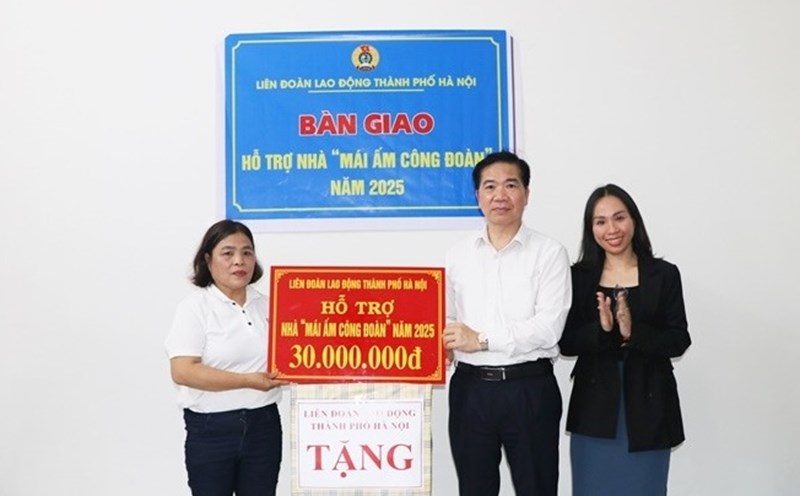 LIÊN ĐOÀN LAO ĐỘNG THÀNH PHỐ HÀ NỘI
BÀN GIAO
HỖ TRỢ NHÀ "MÁI ẤM CÔNG ĐOÀN"
NĂM 2025
LIÊN ĐOÀN LAO ĐỘNG THÀNH PHỐ HÀ NỘI
HỖ TRỢ
NHÀ "MÁI ẤM CÔNG ĐOÀN" NĂM 2025
30.000.000đ
LIÊN ĐOÀN LAO ĐỘNG
THÀNH PHỐ HÀ NỘI
TẶNG